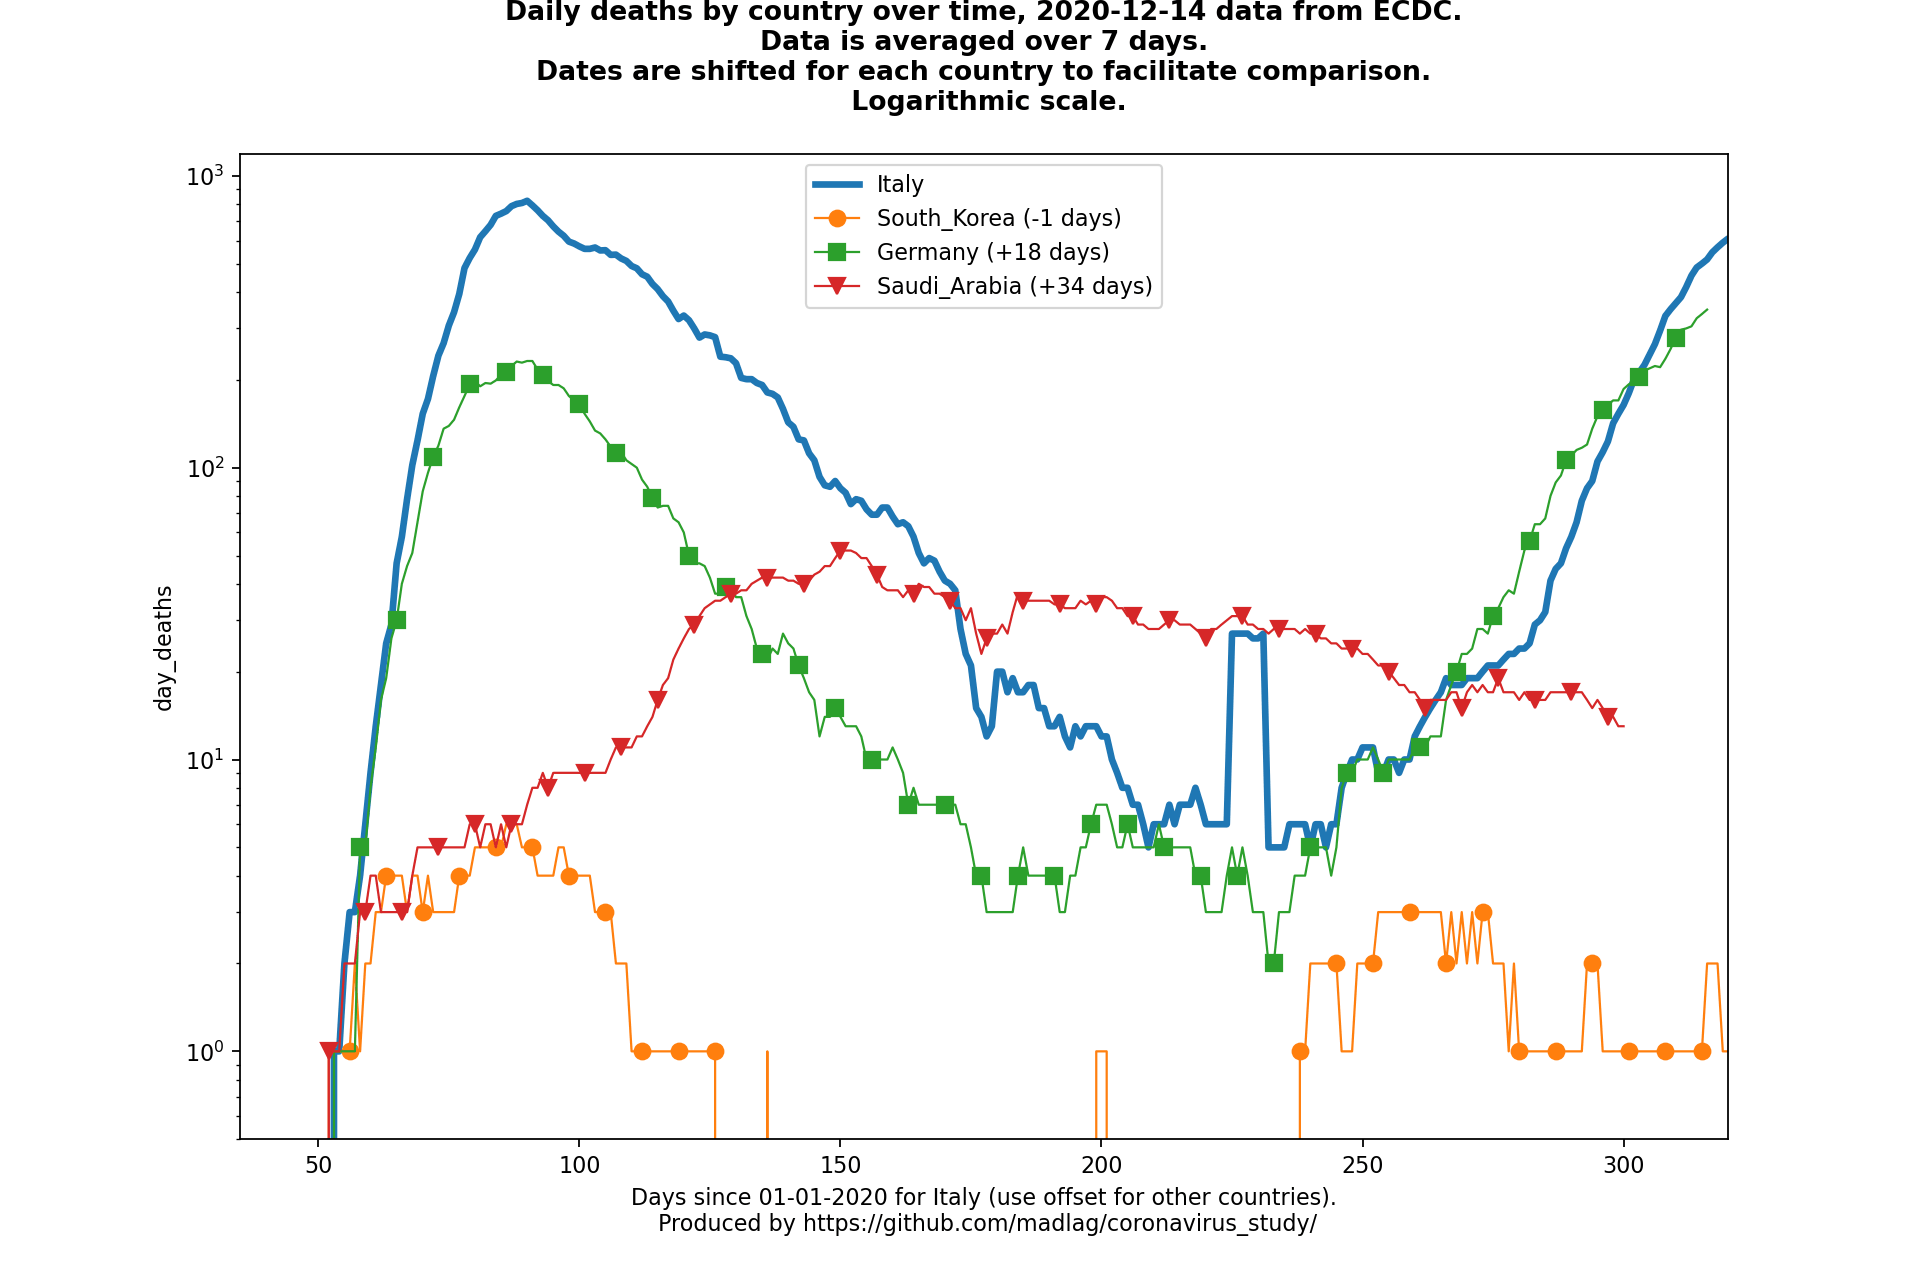 Daily deaths by country over time, 2020-12-14 data from ECDC.
Data is averaged over 7 days.
Dates are shifted for each country to facilitate comparison.
Logarithmic scale.
Italy
South_Korea (-1 days)
Germany (+18 days)
Saudi_Arabia (+34 days)
day_deaths
10³
10²
10¹
10⁰
50 100 150 200 250 300
Days since 01-01-2020 for Italy (use offset for other countries).
Produced by https://github.com/madlag/coronavirus_study/